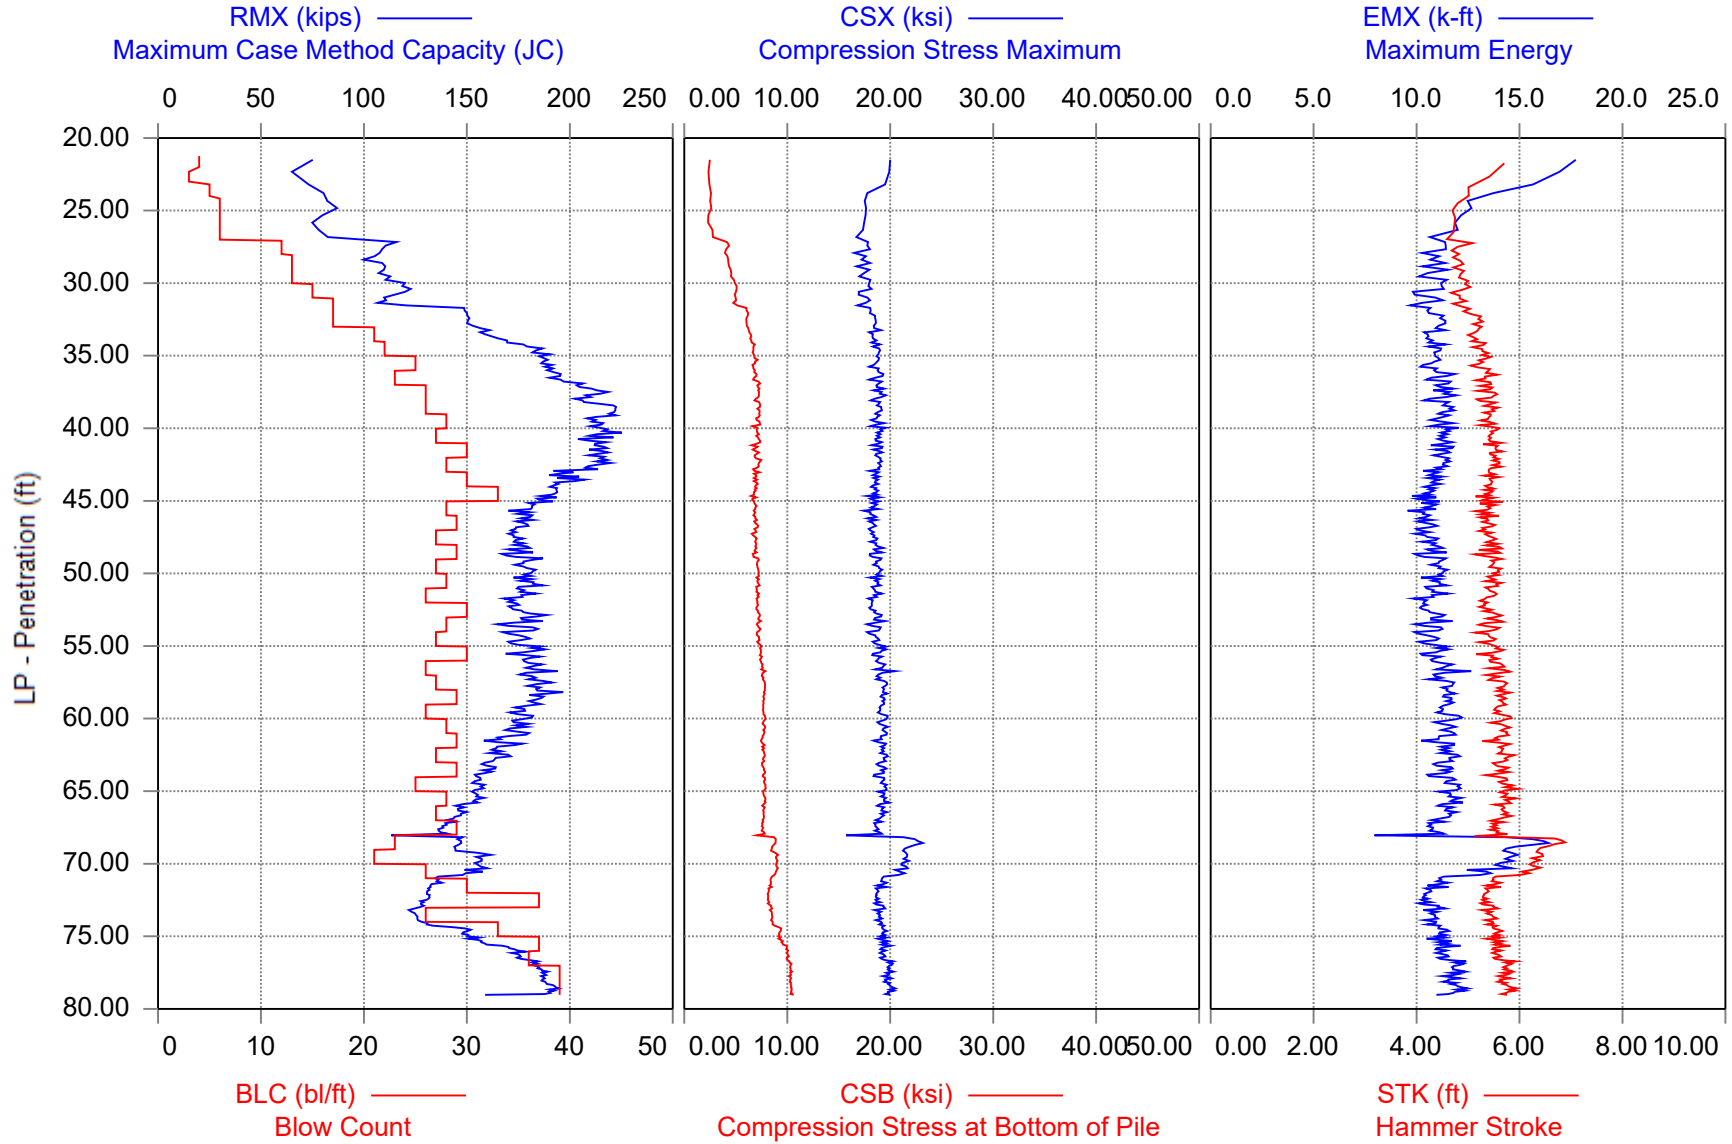 RMX (kips) CSX (ksi) EMX (k-ft)
Maximum Case Method Capacity (JC) Compression Stress Maximum Maximum Energy
0 50 100 150 200 250 0.00 10.00 20.00 30.00 40.00 50.00 0.0 5.0 10.0 15.0 20.0 25.0
20.00
25.00
30.00
35.00
40.00
45.00
50.00
55.00
60.00
65.00
70.00
75.00
80.00
LP - Penetration (ft)
0 10 20 30 40 50 0.00 10.00 20.00 30.00 40.00 50.00 0.00 2.00 4.00 6.00 8.00 10.00
BLC (bl/ft) CSB (ksi) STK (ft)
Blow Count Compression Stress at Bottom of Pile Hammer Stroke